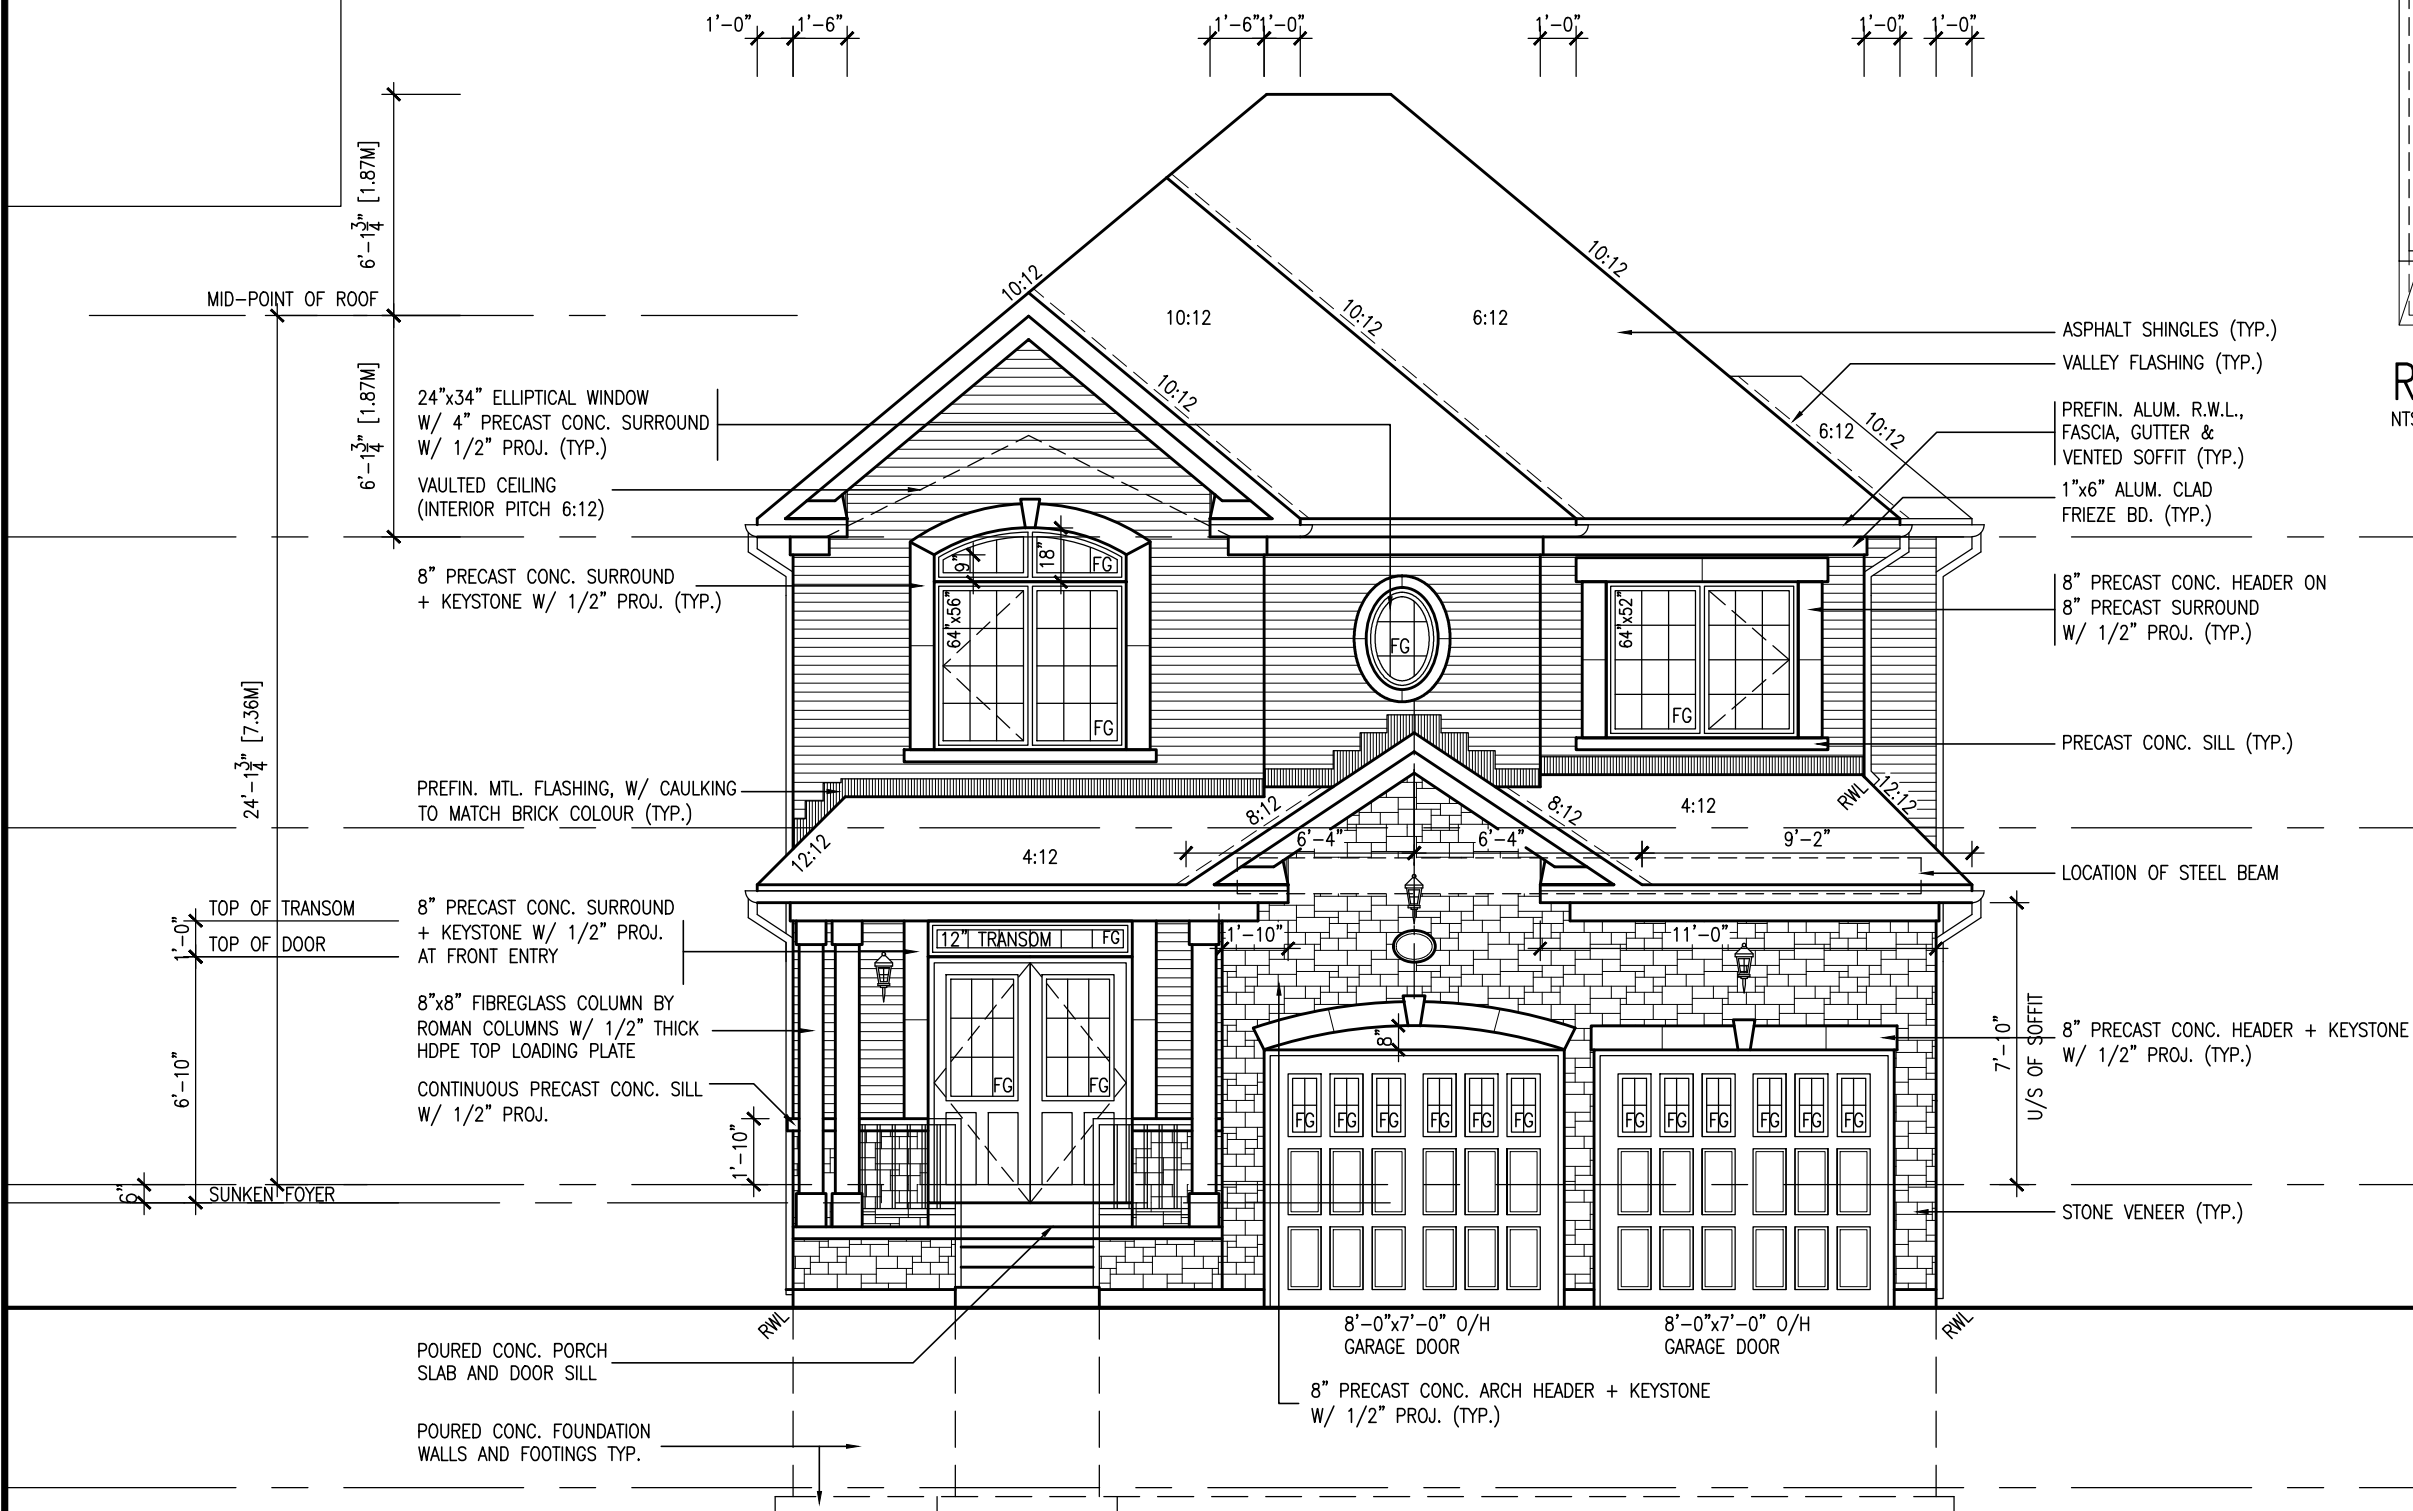 1'-0" 1'-6" 1'-6" 1'-0" 1'-0" 1'-0" 1'-0"
6'-1 3/4" [1.87M]
MID-POINT OF ROOF
6'-1 3/4" [1.87M]
24'-1 3/4" [7.36M]
24"x34" ELLIPTICAL WINDOW
W/ 4" PRECAST CONC. SURROUND
W/ 1/2" PROJ. (TYP.)
VAULTED CEILING
(INTERIOR PITCH 6:12)
8" PRECAST CONC. SURROUND
+ KEYSTONE W/ 1/2" PROJ. (TYP.)
PREFIN. MTL. FLASHING, W/ CAULKING
TO MATCH BRICK COLOUR (TYP.)
TOP OF TRANSOM
1'-0"
TOP OF DOOR
6'-10"
6"
SUNKEN FOYER
8" PRECAST CONC. SURROUND
+ KEYSTONE W/ 1/2" PROJ.
AT FRONT ENTRY
8"x8" FIBREGLASS COLUMN BY
ROMAN COLUMNS W/ 1/2" THICK
HDPE TOP LOADING PLATE
CONTINUOUS PRECAST CONC. SILL
W/ 1/2" PROJ.
1'-10"
POURED CONC. PORCH
SLAB AND DOOR SILL
POURED CONC. FOUNDATION
WALLS AND FOOTINGS TYP.
10:12
10:12
10:12
6:12
10:12
10:12
6:12
10:12
9"
18"
FG
64"x56"
FG
FG
64"x52"
FG
12:12
4:12
8:12
8:12
4:12
RWL
12:12
6'-4" 6'-4" 9'-2"
12" TRANSOM FG
1'-10"
11'-0"
FG FG
8"
FG FG FG FG FG FG
FG FG FG FG FG FG
7'-10"
U/S OF SOFFIT
RWL
RWL
8'-0"x7'-0" O/H
GARAGE DOOR
8'-0"x7'-0" O/H
GARAGE DOOR
8" PRECAST CONC. ARCH HEADER + KEYSTONE
W/ 1/2" PROJ. (TYP.)
ASPHALT SHINGLES (TYP.)
VALLEY FLASHING (TYP.)
PREFIN. ALUM. R.W.L.,
FASCIA, GUTTER &
VENTED SOFFIT (TYP.)
1"x6" ALUM. CLAD
FRIEZE BD. (TYP.)
8" PRECAST CONC. HEADER ON
8" PRECAST SURROUND
W/ 1/2" PROJ. (TYP.)
PRECAST CONC. SILL (TYP.)
LOCATION OF STEEL BEAM
8" PRECAST CONC. HEADER + KEYSTONE
W/ 1/2" PROJ. (TYP.)
STONE VENEER (TYP.)